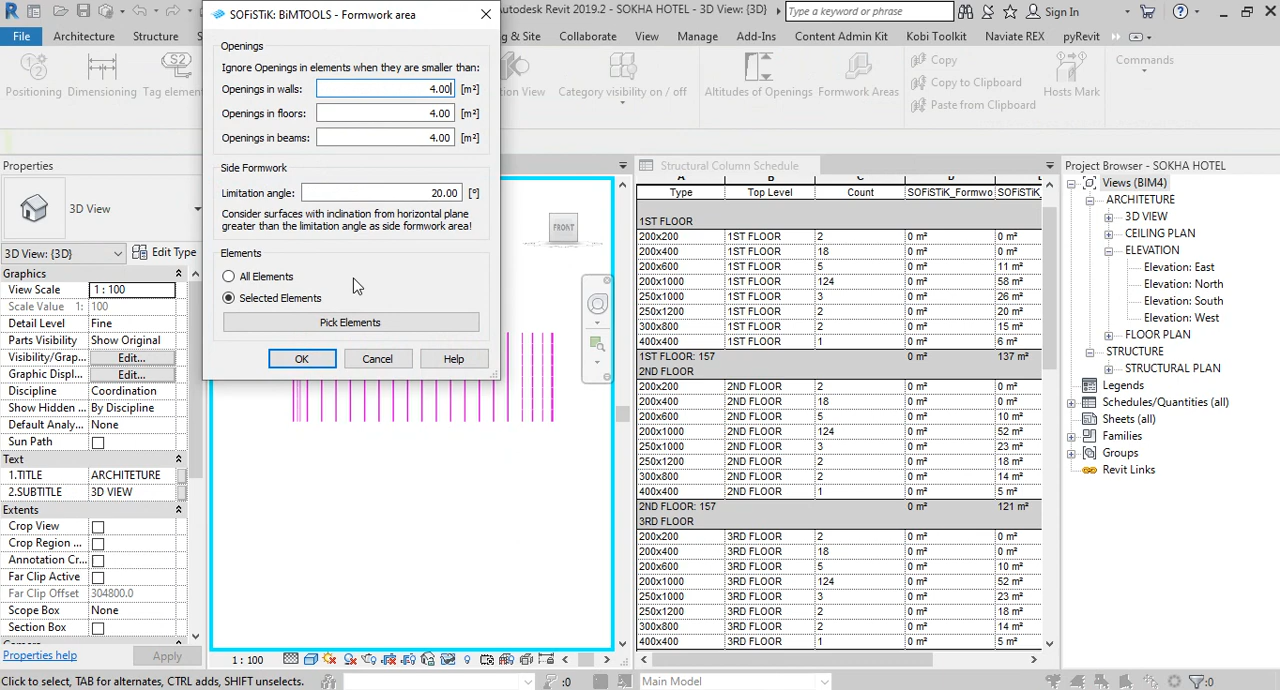 SOFiSTiK: BiMTOOLS - Formwork area
Autodesk Revit 2019.2 - SOKHA HOTEL - 3D View: {3D}
Type a keyword or phrase
Sign In
File
Architecture
Structure
g & Site
Collaborate
View
Manage
Add-Ins
Content Admin Kit
Kobi Toolkit
Naviate REX
pyRevit
Positioning
Dimensioning
Tag element
tion View
Category visibility on / off
Altitudes of Openings
Formwork Areas
Copy
Copy to Clipboard
Paste from Clipboard
Hosts Mark
Commands
Openings
Ignore Openings in elements when they are smaller than:
Openings in walls: 4.00 [m²]
Openings in floors: 4.00 [m²]
Openings in beams: 4.00 [m²]
Side Formwork
Limitation angle: 20.00 [°]
Consider surfaces with inclination from horizontal plane
greater than the limitation angle as side formwork area!
Elements
All Elements
Selected Elements
Pick Elements
OK Cancel Help
Properties
3D View
3D View: {3D} Edit Type
Graphics
View Scale 1 : 100
Scale Value 1: 100
Detail Level Fine
Parts Visibility Show Original
Visibility/Grap... Edit...
Graphic Displ... Edit...
Discipline Coordination
Show Hidden ... By Discipline
Default Analy... None
Sun Path
Text
1.TITLE ARCHITETURE
2.SUBTITLE 3D VIEW
Extents
Crop View
Crop Region ...
Annotation Cr...
Far Clip Active
Far Clip Offset 304800.0
Scope Box None
Section Box
Properties help Apply
FRONT
1 : 100
Structural Column Schedule
Type Top Level Count SOFiSTiK_Formwo SOFiSTiK_
1ST FLOOR
200x200 1ST FLOOR 2 0 m² 0 m²
200x400 1ST FLOOR 18 0 m² 0 m²
200x600 1ST FLOOR 5 0 m² 11 m²
200x1000 1ST FLOOR 124 0 m² 58 m²
250x1000 1ST FLOOR 3 0 m² 26 m²
250x1200 1ST FLOOR 2 0 m² 20 m²
300x800 1ST FLOOR 2 0 m² 15 m²
400x400 1ST FLOOR 1 0 m² 6 m²
1ST FLOOR: 157 0 m² 137 m²
2ND FLOOR
200x200 2ND FLOOR 2 0 m² 0 m²
200x400 2ND FLOOR 18 0 m² 0 m²
200x600 2ND FLOOR 5 0 m² 10 m²
200x1000 2ND FLOOR 124 0 m² 52 m²
250x1000 2ND FLOOR 3 0 m² 23 m²
250x1200 2ND FLOOR 2 0 m² 18 m²
300x800 2ND FLOOR 2 0 m² 14 m²
400x400 2ND FLOOR 1 0 m² 5 m²
2ND FLOOR: 157 0 m² 121 m²
3RD FLOOR
200x200 3RD FLOOR 2 0 m² 0 m²
200x400 3RD FLOOR 18 0 m² 0 m²
200x600 3RD FLOOR 5 0 m² 10 m²
200x1000 3RD FLOOR 124 0 m² 52 m²
250x1000 3RD FLOOR 3 0 m² 23 m²
250x1200 3RD FLOOR 2 0 m² 18 m²
300x800 3RD FLOOR 2 0 m² 14 m²
400x400 3RD FLOOR 1 0 m² 5 m²
Project Browser - SOKHA HOTEL
Views (BIM4)
ARCHITECTURE
3D VIEW
CEILING PLAN
ELEVATION
Elevation: East
Elevation: North
Elevation: South
Elevation: West
FLOOR PLAN
STRUCTURE
STRUCTURAL PLAN
Legends
Schedules/Quantities (all)
Sheets (all)
Families
Groups
Revit Links
Click to select, TAB for alternates, CTRL adds, SHIFT unselects.
:0
Main Model
:0